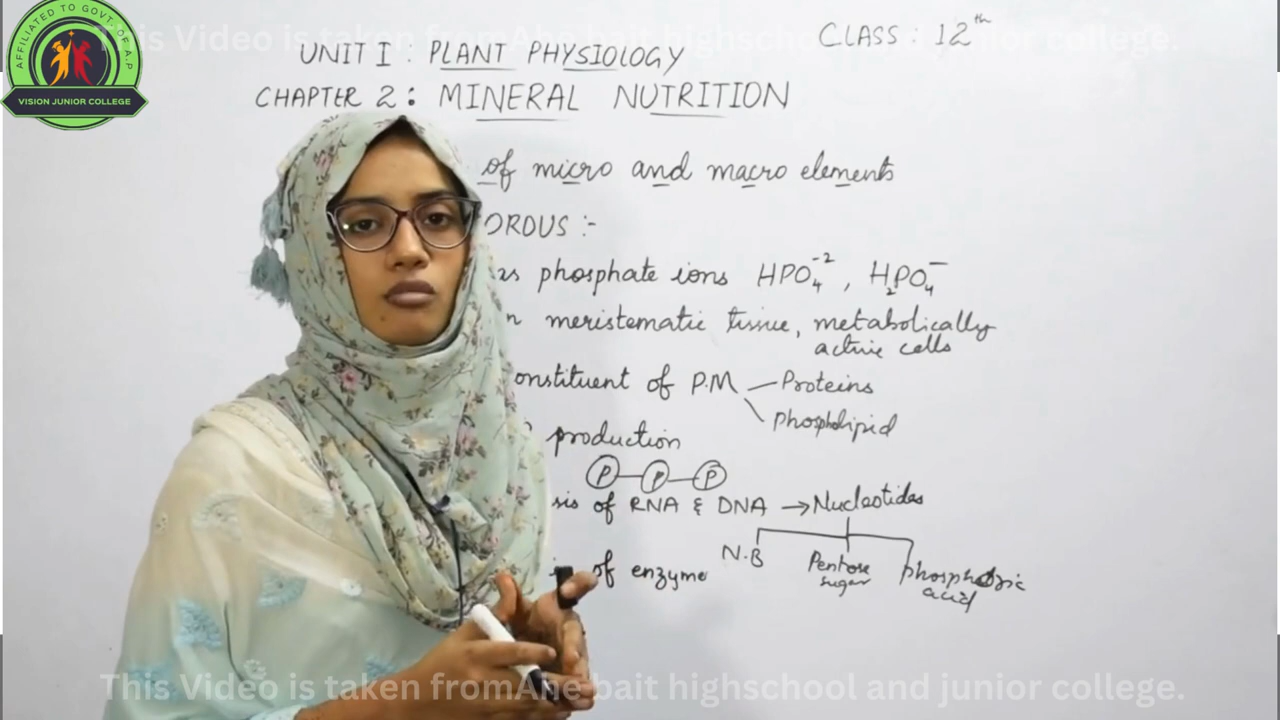 This Video is taken fromAhe bait highschool and junior college.
AFFILIATED TO GOVT. OF A.P
VISION JUNIOR COLLEGE
CLASS : 12th
UNIT I : PLANT PHYSIOLOGY
CHAPTER 2 : MINERAL NUTRITION
of micro and macro elements
OROUS :-
as phosphate ions HPO4-2, H2PO4-
n meristematic tissue, metabolically
active cells
onstituent of P.M Proteins
Phospholipid
production
P P P
sis of RNA & DNA → Nucleotides
N.B Pentose sugar phosphoric acid
of enzyme
This Video is taken fromAhe bait highschool and junior college.